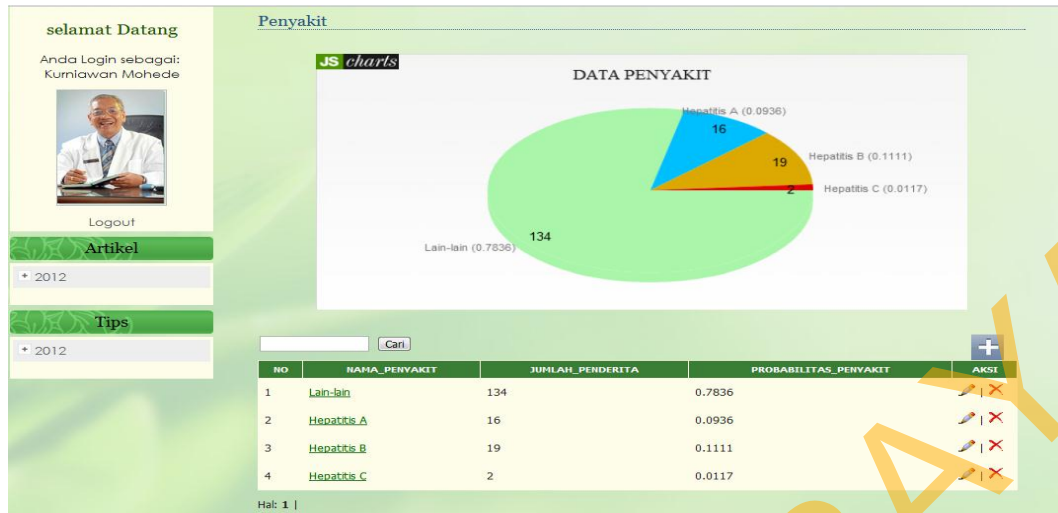 selamat Datang
Anda Login sebagai:
Kurniawan Mohede
Logout
Artikel
2012
Tips
2012
Penyakit
JS charts
DATA PENYAKIT
Hepatitis A (0.0936)
16
19
Hepatitis B (0.1111)
2
Hepatitis C (0.0117)
134
Lain-lain (0.7836)
Cari
NO NAMA_PENYAKIT JUMLAH_PENDERITA PROBABILITAS_PENYAKIT AKSI
1 Lain-lain 134 0.7836 |
2 Hepatitis A 16 0.0936 |
3 Hepatitis B 19 0.1111 |
4 Hepatitis C 2 0.0117 |
Hal: 1 |